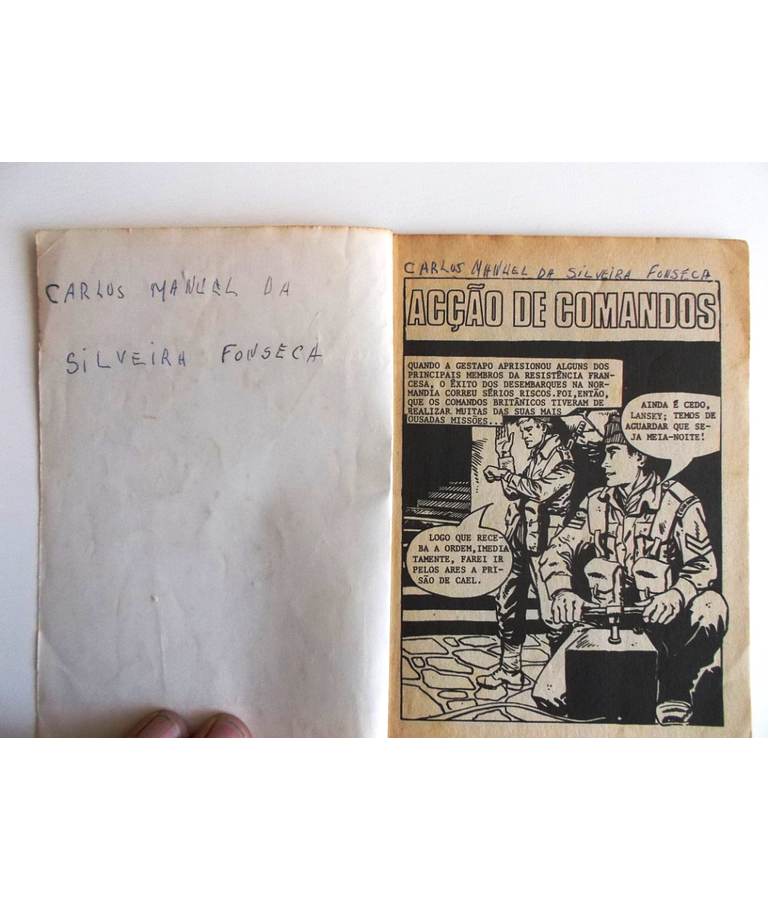 CARLOS MANUEL DA
SILVEIRA FONSECA
CARLOS MANUEL DA SILVEIRA FONSECA
ACÇÃO DE COMANDOS
QUANDO A GESTAPO APRISIONOU ALGUNS DOS
PRINCIPAIS MEMBROS DA RESISTÊNCIA FRAN-
CESA, O ÊXITO DOS DESEMBARQUES NA NOR-
MANDIA CORREU SÉRIOS RISCOS.FOI,ENTÃO,
QUE OS COMANDOS BRITÂNICOS TIVERAM DE
REALIZAR MUITAS DAS SUAS MAIS
OUSADAS MISSÕES...
AINDA É CEDO,
LANSKY; TEMOS DE
AGUARDAR QUE SE-
JA MEIA-NOITE!
LOGO QUE RECE-
BA A ORDEM,IMEDIA
TAMENTE, FAREI IR
PELOS ARES A PRI-
SÃO DE CAEL.